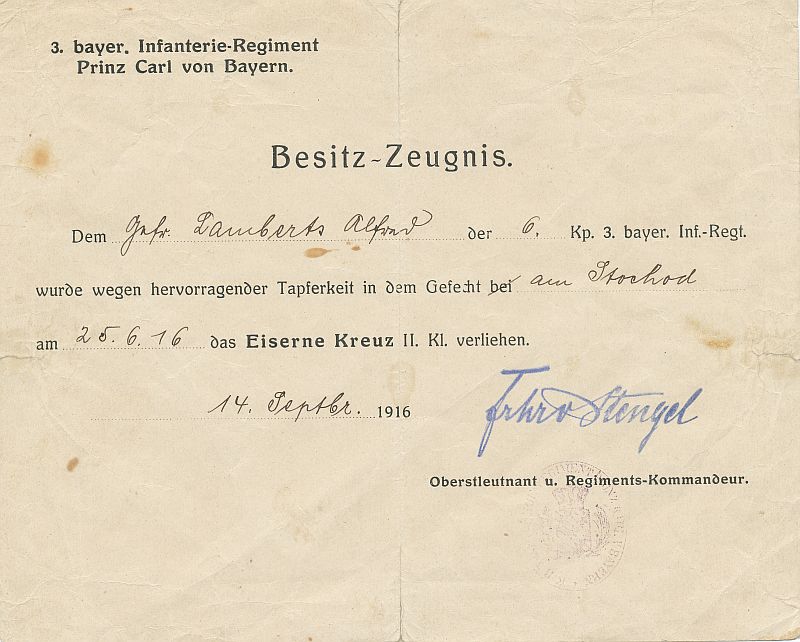 3. bayer. Infanterie-Regiment
Prinz Carl von Bayern.
Besitz-Zeugnis.
Dem Gefr. Lamberts Alfred der 6. Kp. 3. bayer. Inf.-Regt.
wurde wegen hervorragender Tapferkeit in dem Gefecht bei am Stochod
am 25.6.16 das Eiserne Kreuz II. Kl. verliehen.
14. Septbr. 1916
Frhr v Stengel
Oberstleutnant u. Regiments-Kommandeur.